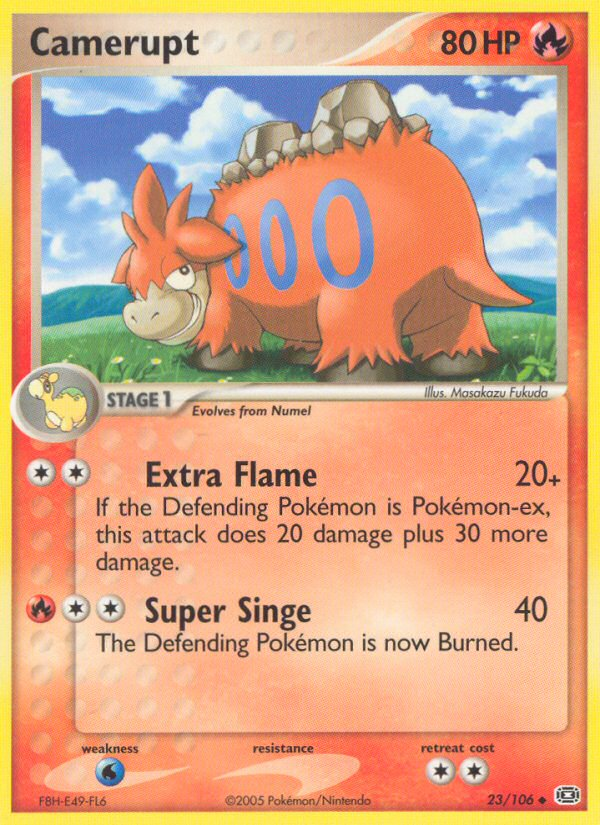 Camerupt
80 HP
Illus. Masakazu Fukuda
STAGE 1
Evolves from Numel
Extra Flame 20+
If the Defending Pokémon is Pokémon-ex,
this attack does 20 damage plus 30 more
damage.
Super Singe 40
The Defending Pokémon is now Burned.
weakness resistance retreat cost
F8H-E49-FL6 ©2005 Pokémon/Nintendo 23/106